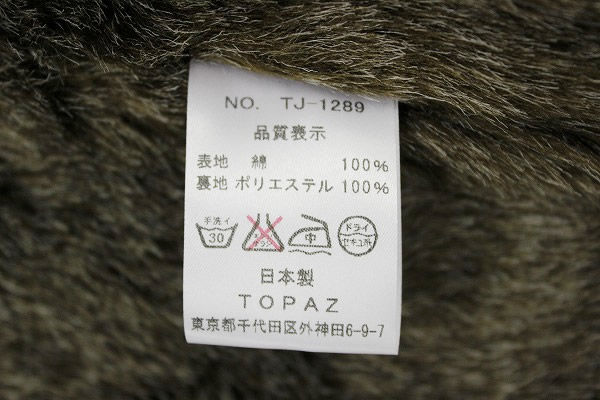 NO. TJ-1289
品質表示
表地 綿 100%
裏地 ポリエステル 100%
手洗イ 30 中 ドライ セキユ系
日本製
TOPAZ
東京都千代田区外神田6-9-7